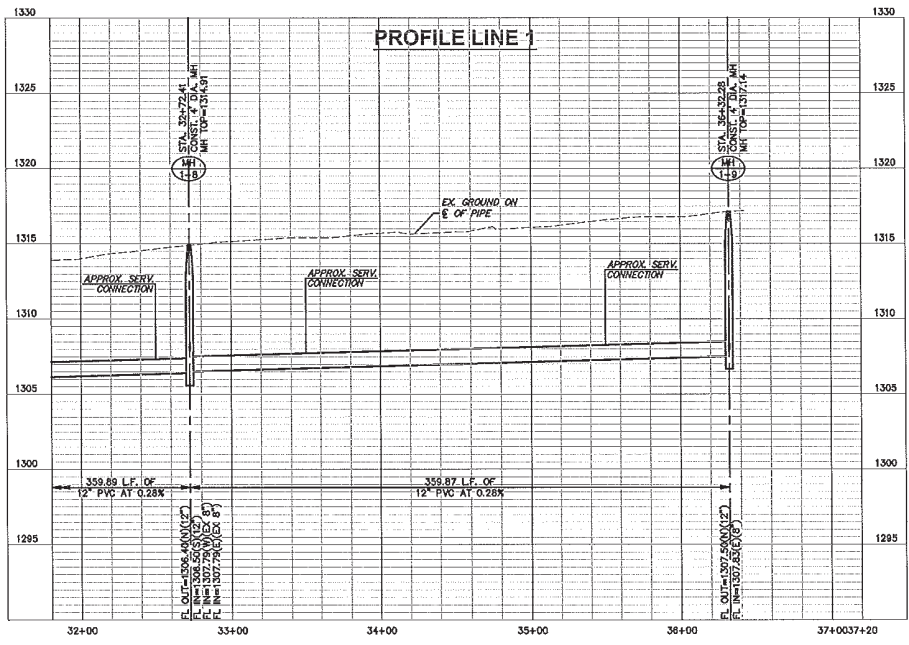 PROFILE LINE 1
1330
1330
1325
1325
1320
1320
1315
1315
1310
1310
1305
1305
1300
1300
1295
1295
STA. 32+72.41
CONST. 4' DIA. MH
MH TOP=1314.91
MH
1-8
STA. 36+32.28
CONST. 4' DIA. MH
MH TOP=1317.14
MH
1-9
EX. GROUND ON
℄ OF PIPE
APPROX. SERV.
CONNECTION
APPROX. SERV.
CONNECTION
APPROX. SERV.
CONNECTION
359.89 L.F. OF
12" PVC AT 0.28%
359.87 L.F. OF
12" PVC AT 0.28%
FL OUT=1306.40(N)(12")
FL IN=1306.50(S)(12")
FL IN=1307.79(W)(EX 8")
FL IN=1307.79(E)(EX 8")
FL OUT=1307.50(N)(12")
FL IN=1307.83(E)(8")
32+00
33+00
34+00
35+00
36+00
37+00
37+20